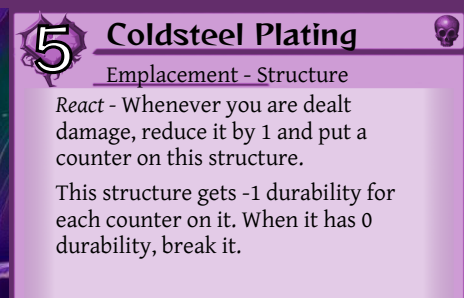 5 Coldsteel Plating
Emplacement - Structure
React - Whenever you are dealt
damage, reduce it by 1 and put a
counter on this structure.
This structure gets -1 durability for
each counter on it. When it has 0
durability, break it.